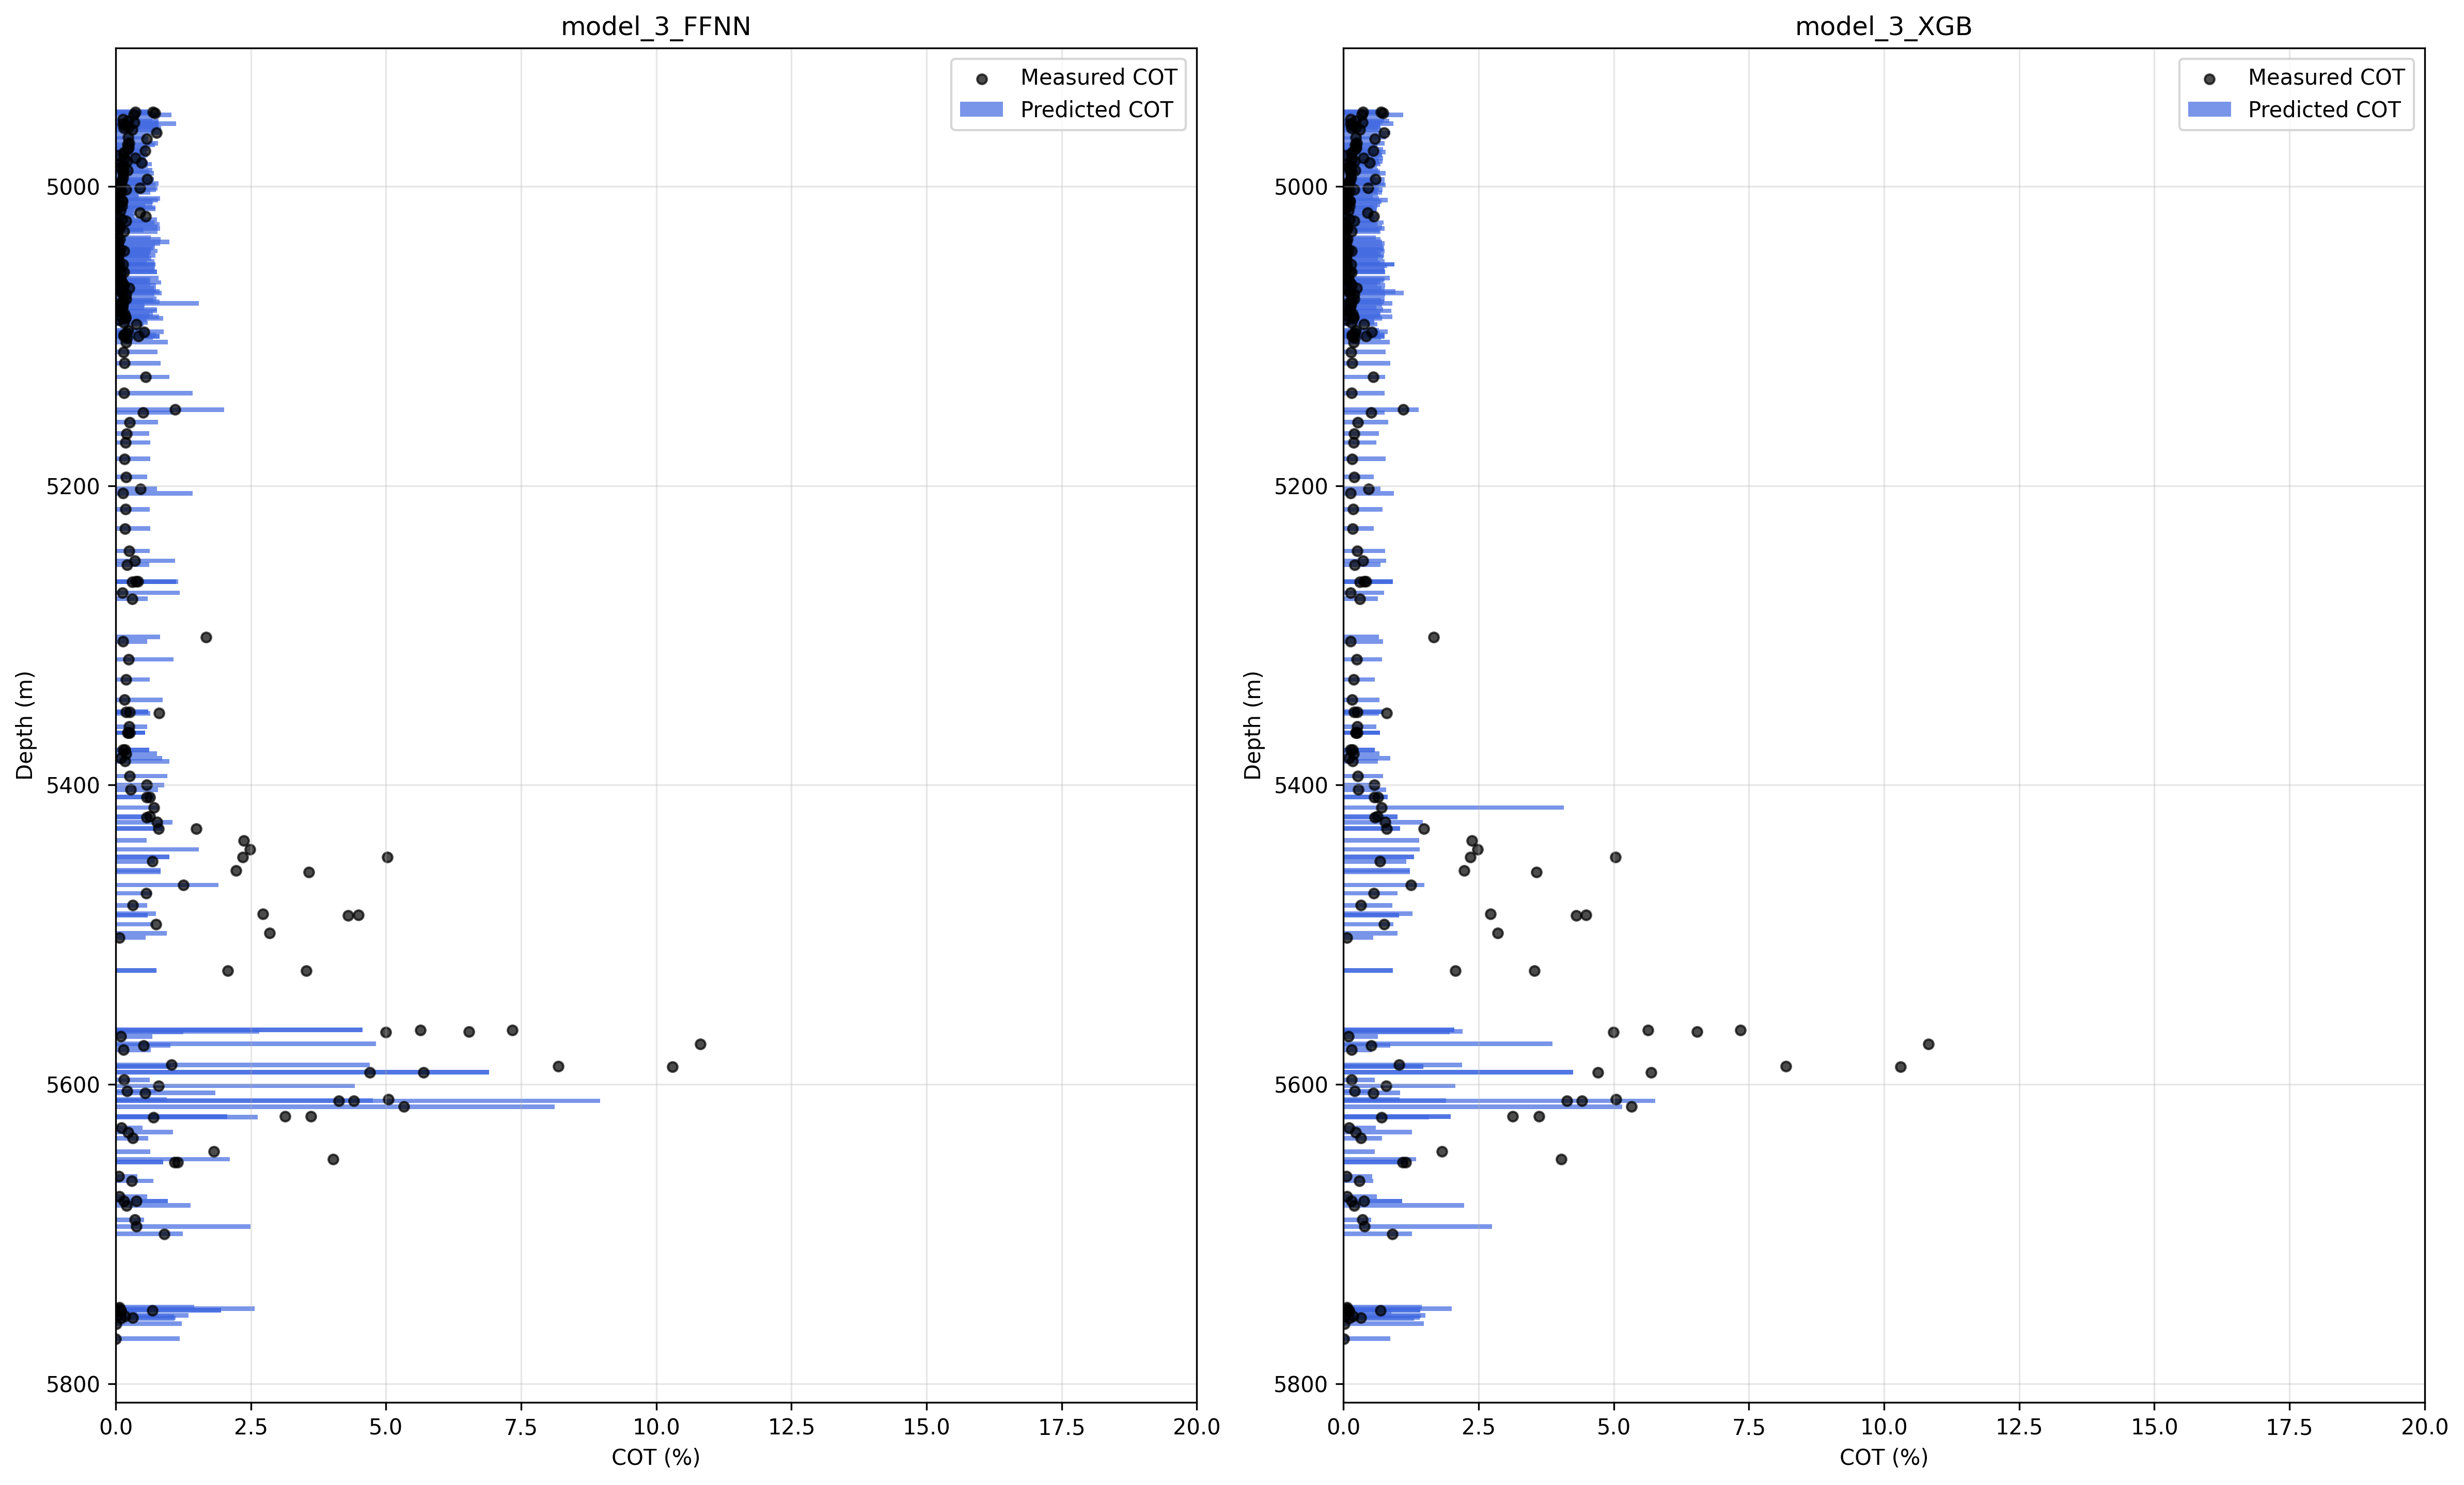 model_3_FFNN
Measured COT
Predicted COT
Depth (m)
5000
5200
5400
5600
5800
0.0 2.5 5.0 7.5 10.0 12.5 15.0 17.5 20.0
COT (%)
model_3_XGB
Measured COT
Predicted COT
Depth (m)
5000
5200
5400
5600
5800
0.0 2.5 5.0 7.5 10.0 12.5 15.0 17.5 20.0
COT (%)